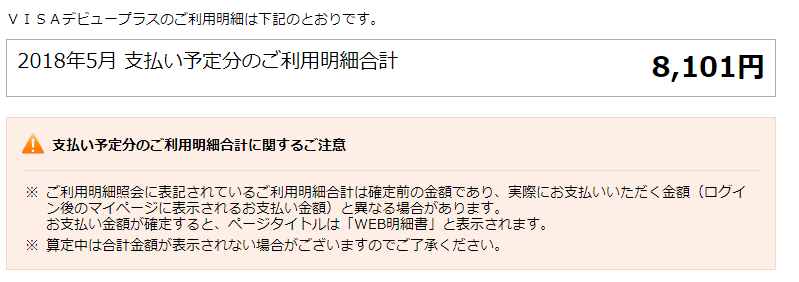 ＶＩＳＡデビュープラスのご利用明細は下記のとおりです。
2018年5月 支払い予定分のご利用明細合計
8,101円
支払い予定分のご利用明細合計に関するご注意
※ ご利用明細照会に表記されているご利用明細合計は確定前の金額であり、実際にお支払いいただく金額（ログイ
ン後のマイページに表示されるお支払い金額）と異なる場合があります。
お支払い金額が確定すると、ページタイトルは「WEB明細書」と表示されます。
※ 算定中は合計金額が表示されない場合がございますのでご了承ください。